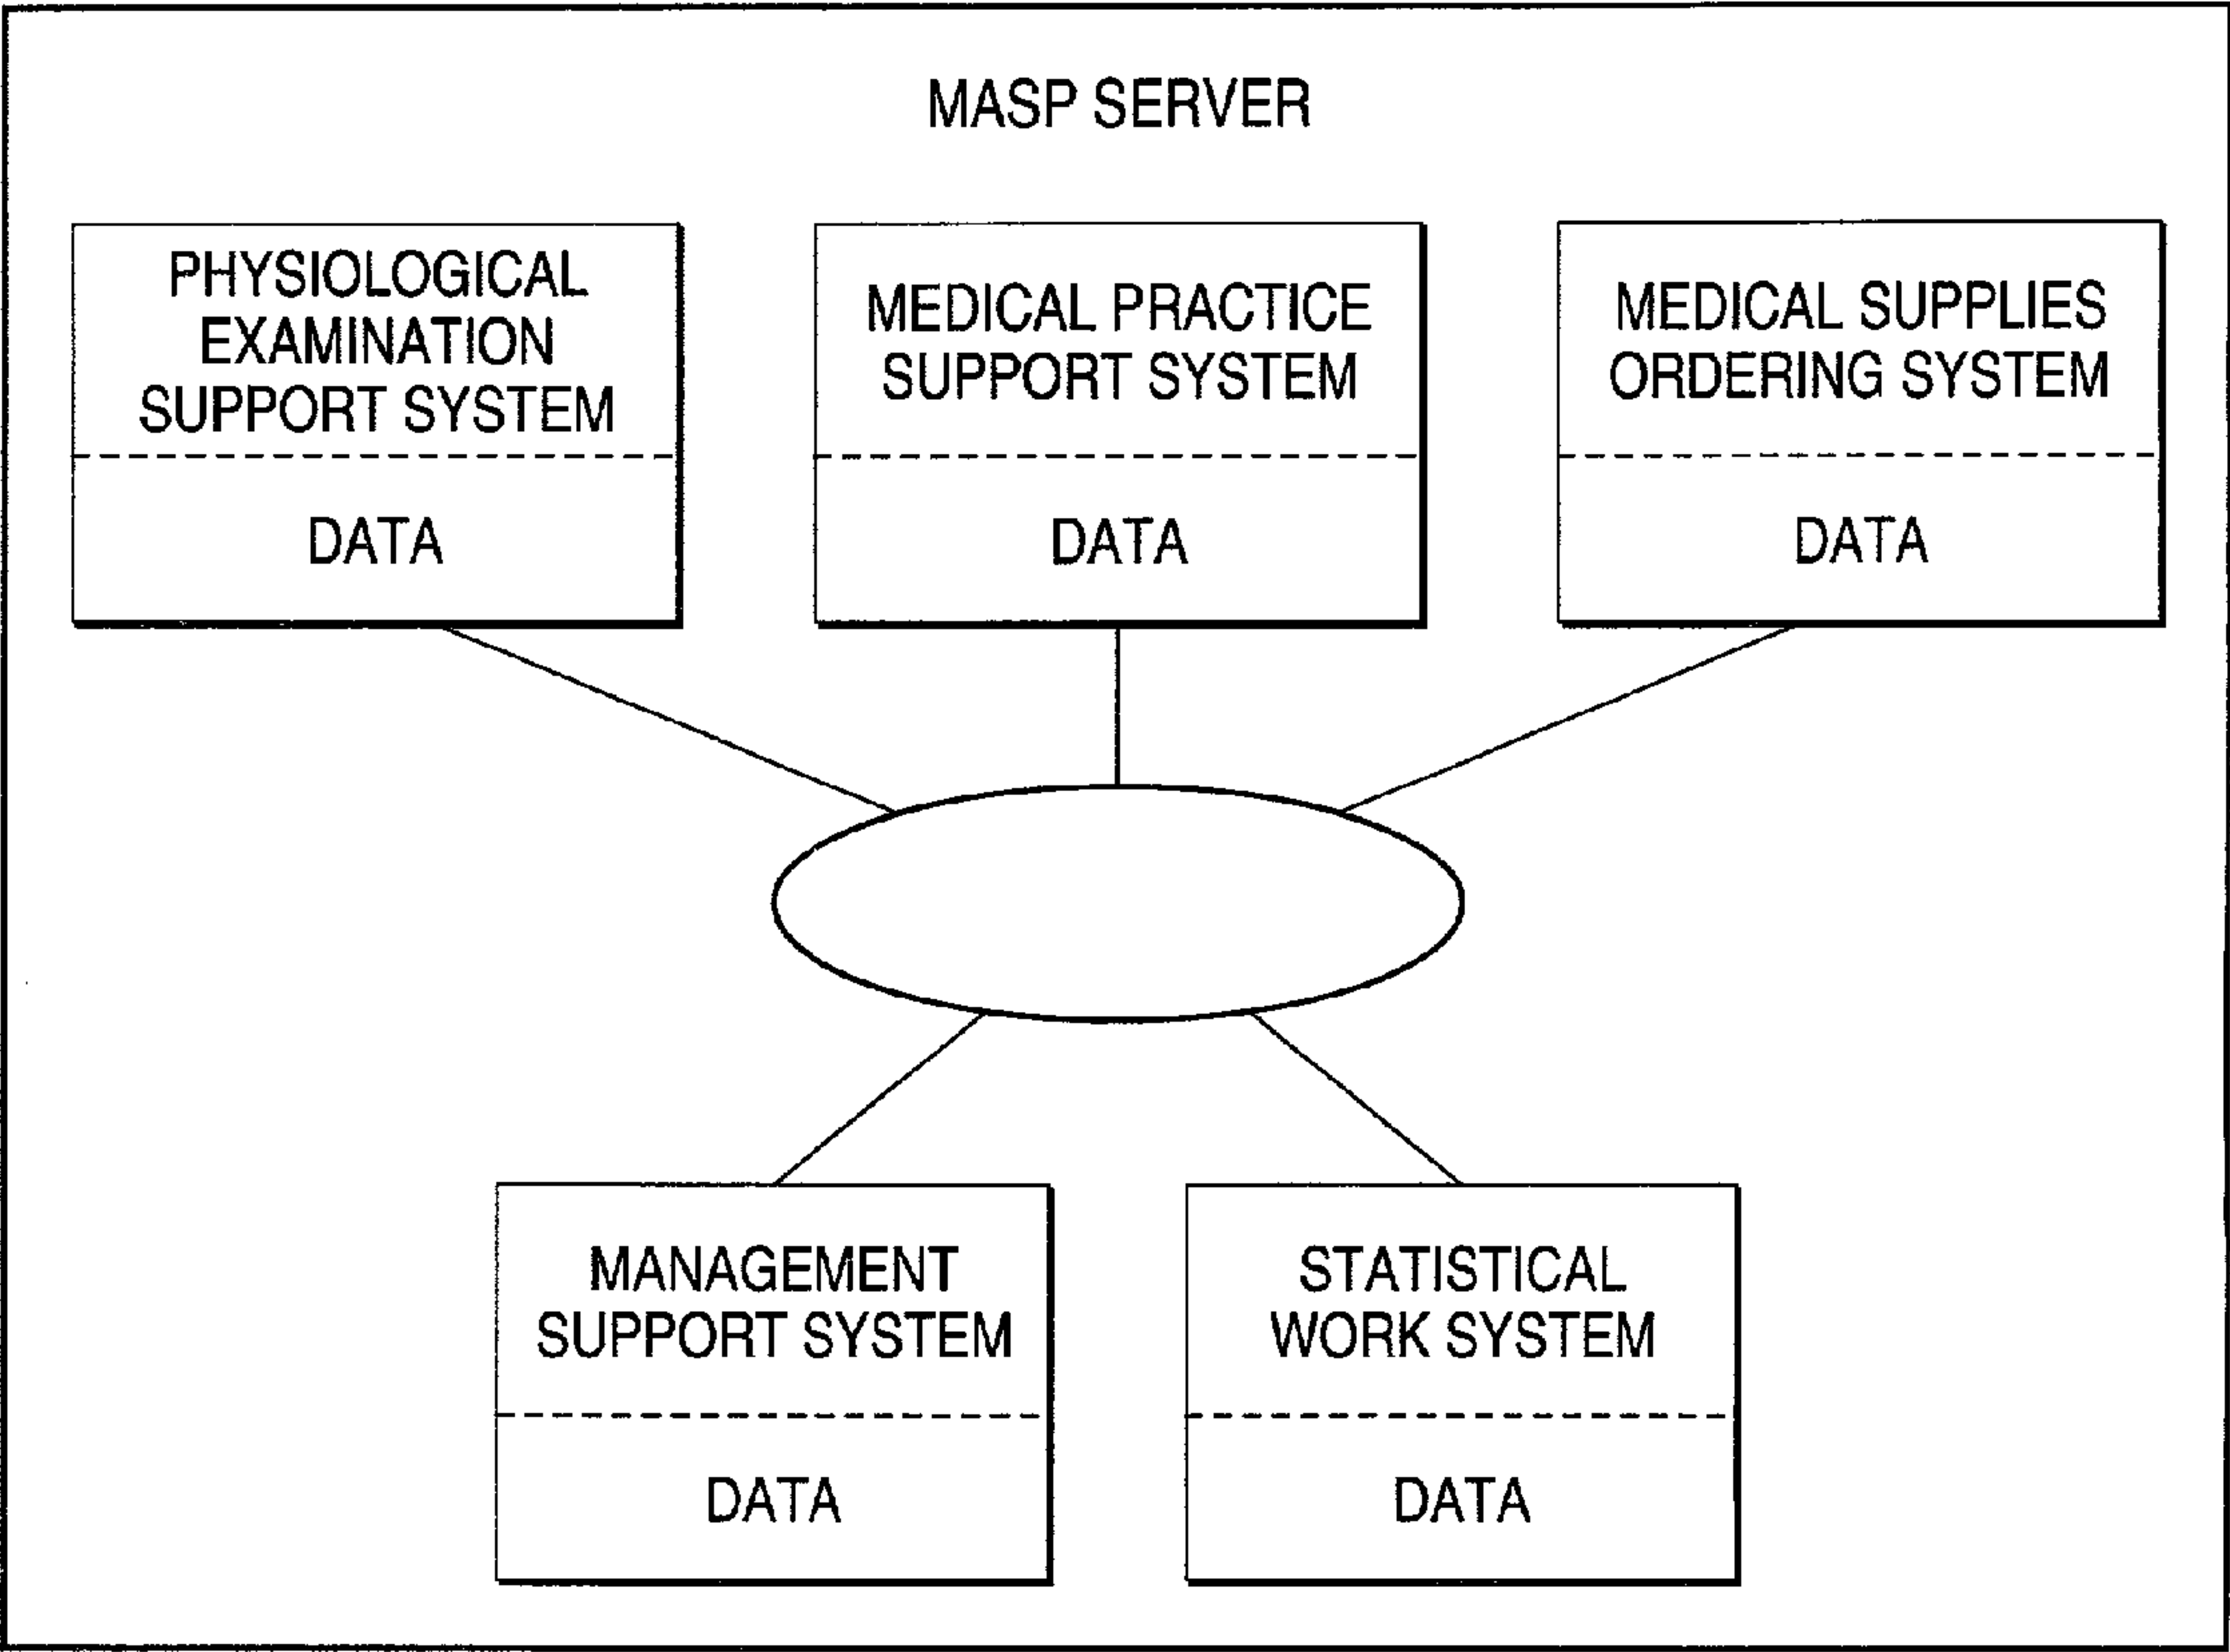 MASP SERVER
PHYSIOLOGICAL
EXAMINATION
SUPPORT SYSTEM
DATA
MEDICAL PRACTICE
SUPPORT SYSTEM
DATA
MEDICAL SUPPLIES
ORDERING SYSTEM
DATA
MANAGEMENT
SUPPORT SYSTEM
DATA
STATISTICAL
WORK SYSTEM
DATA